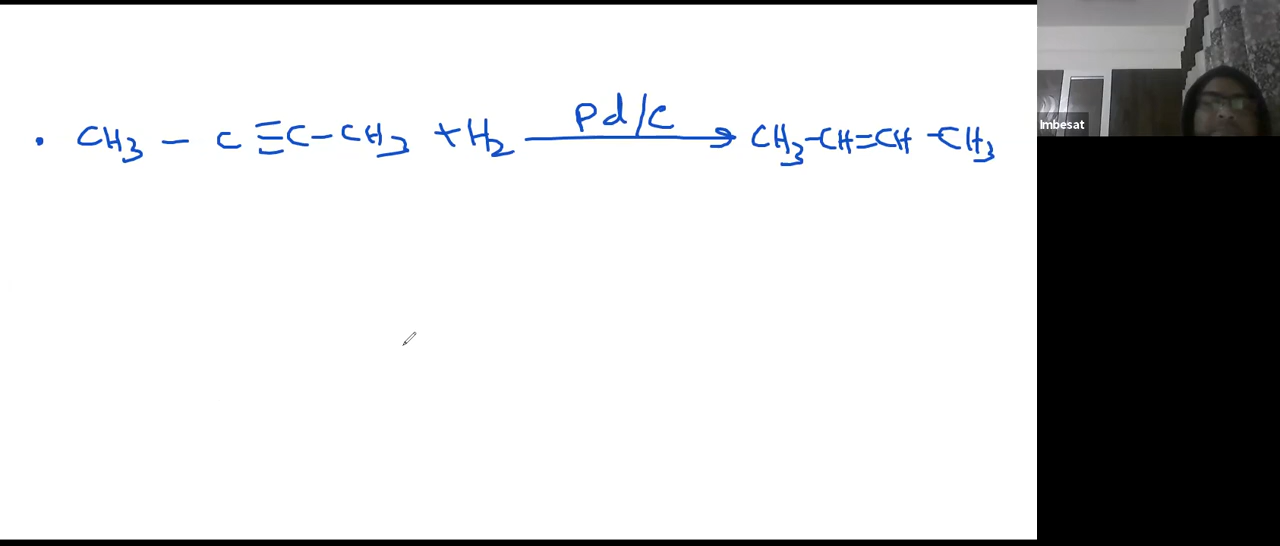 • CH₃ – C ≡ C – CH₃ + H₂ ⟶ Pd/C CH₃–CH=CH–CH₃
Imbesat